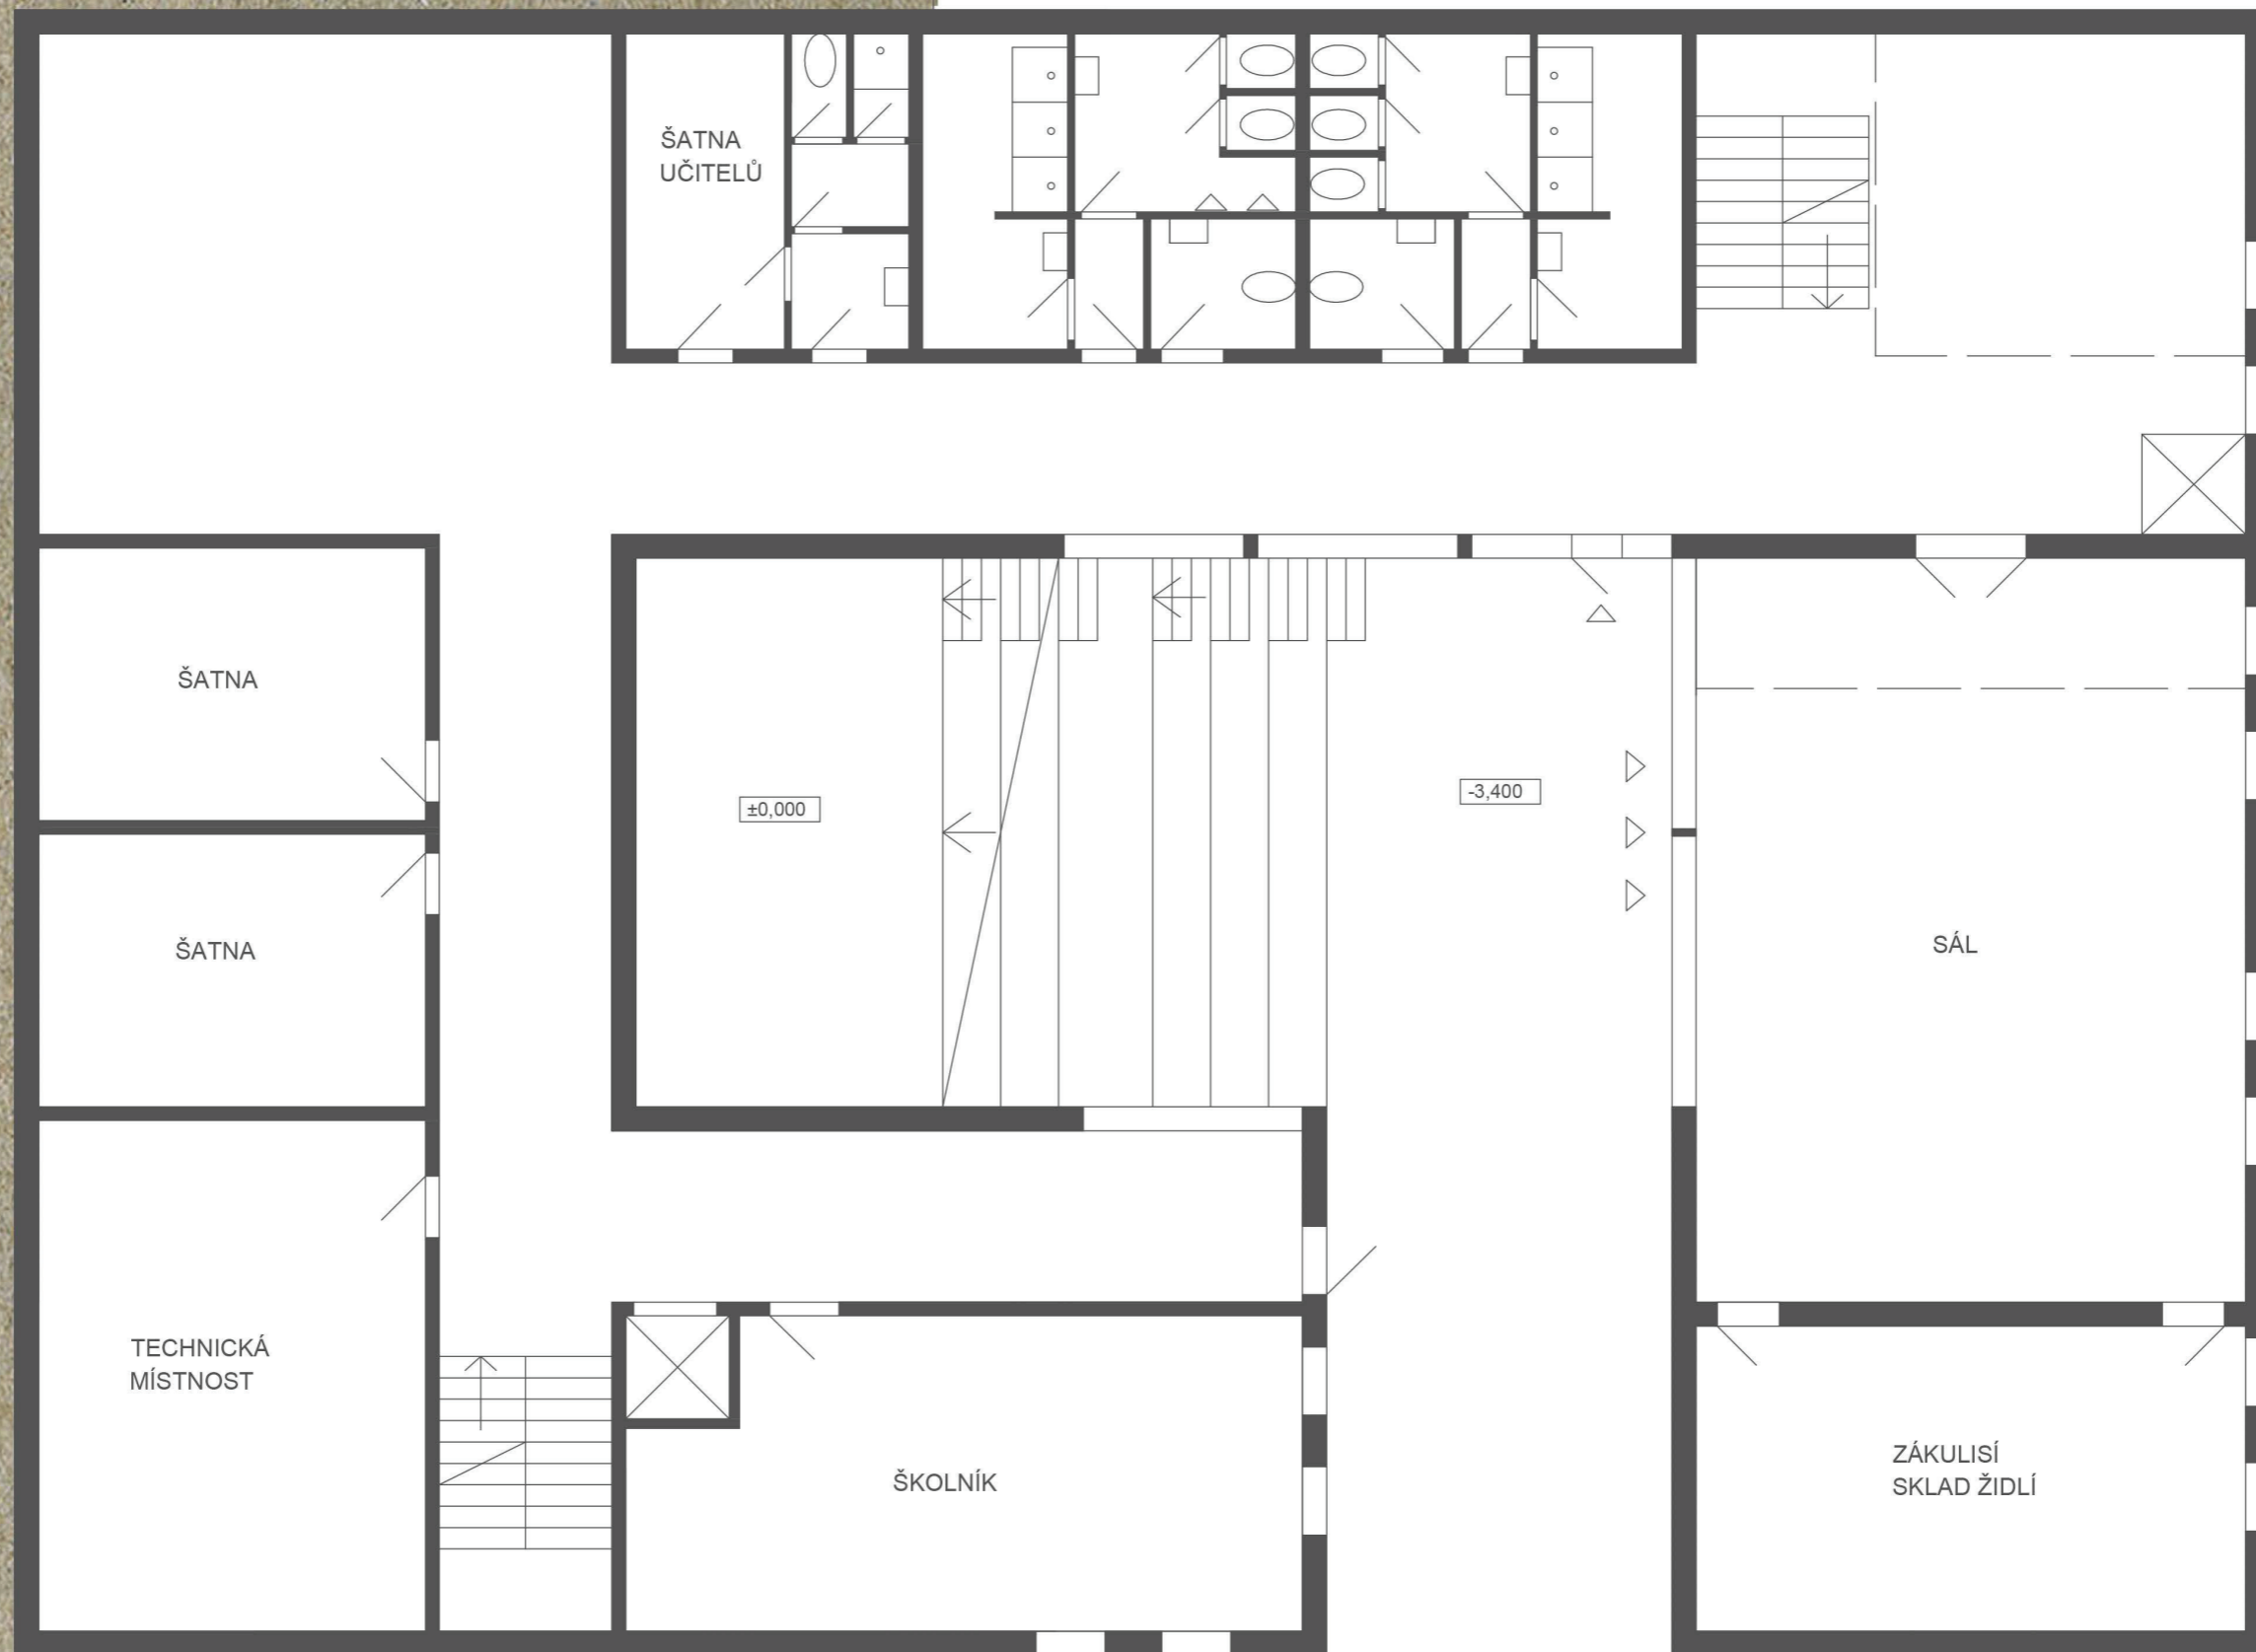 ŠATNA
UČITELŮ
ŠATNA
±0,000
-3,400
ŠATNA
SÁL
TECHNICKÁ
MÍSTNOST
ŠKOLNÍK
ZÁKULISÍ
SKLAD ŽIDLÍ